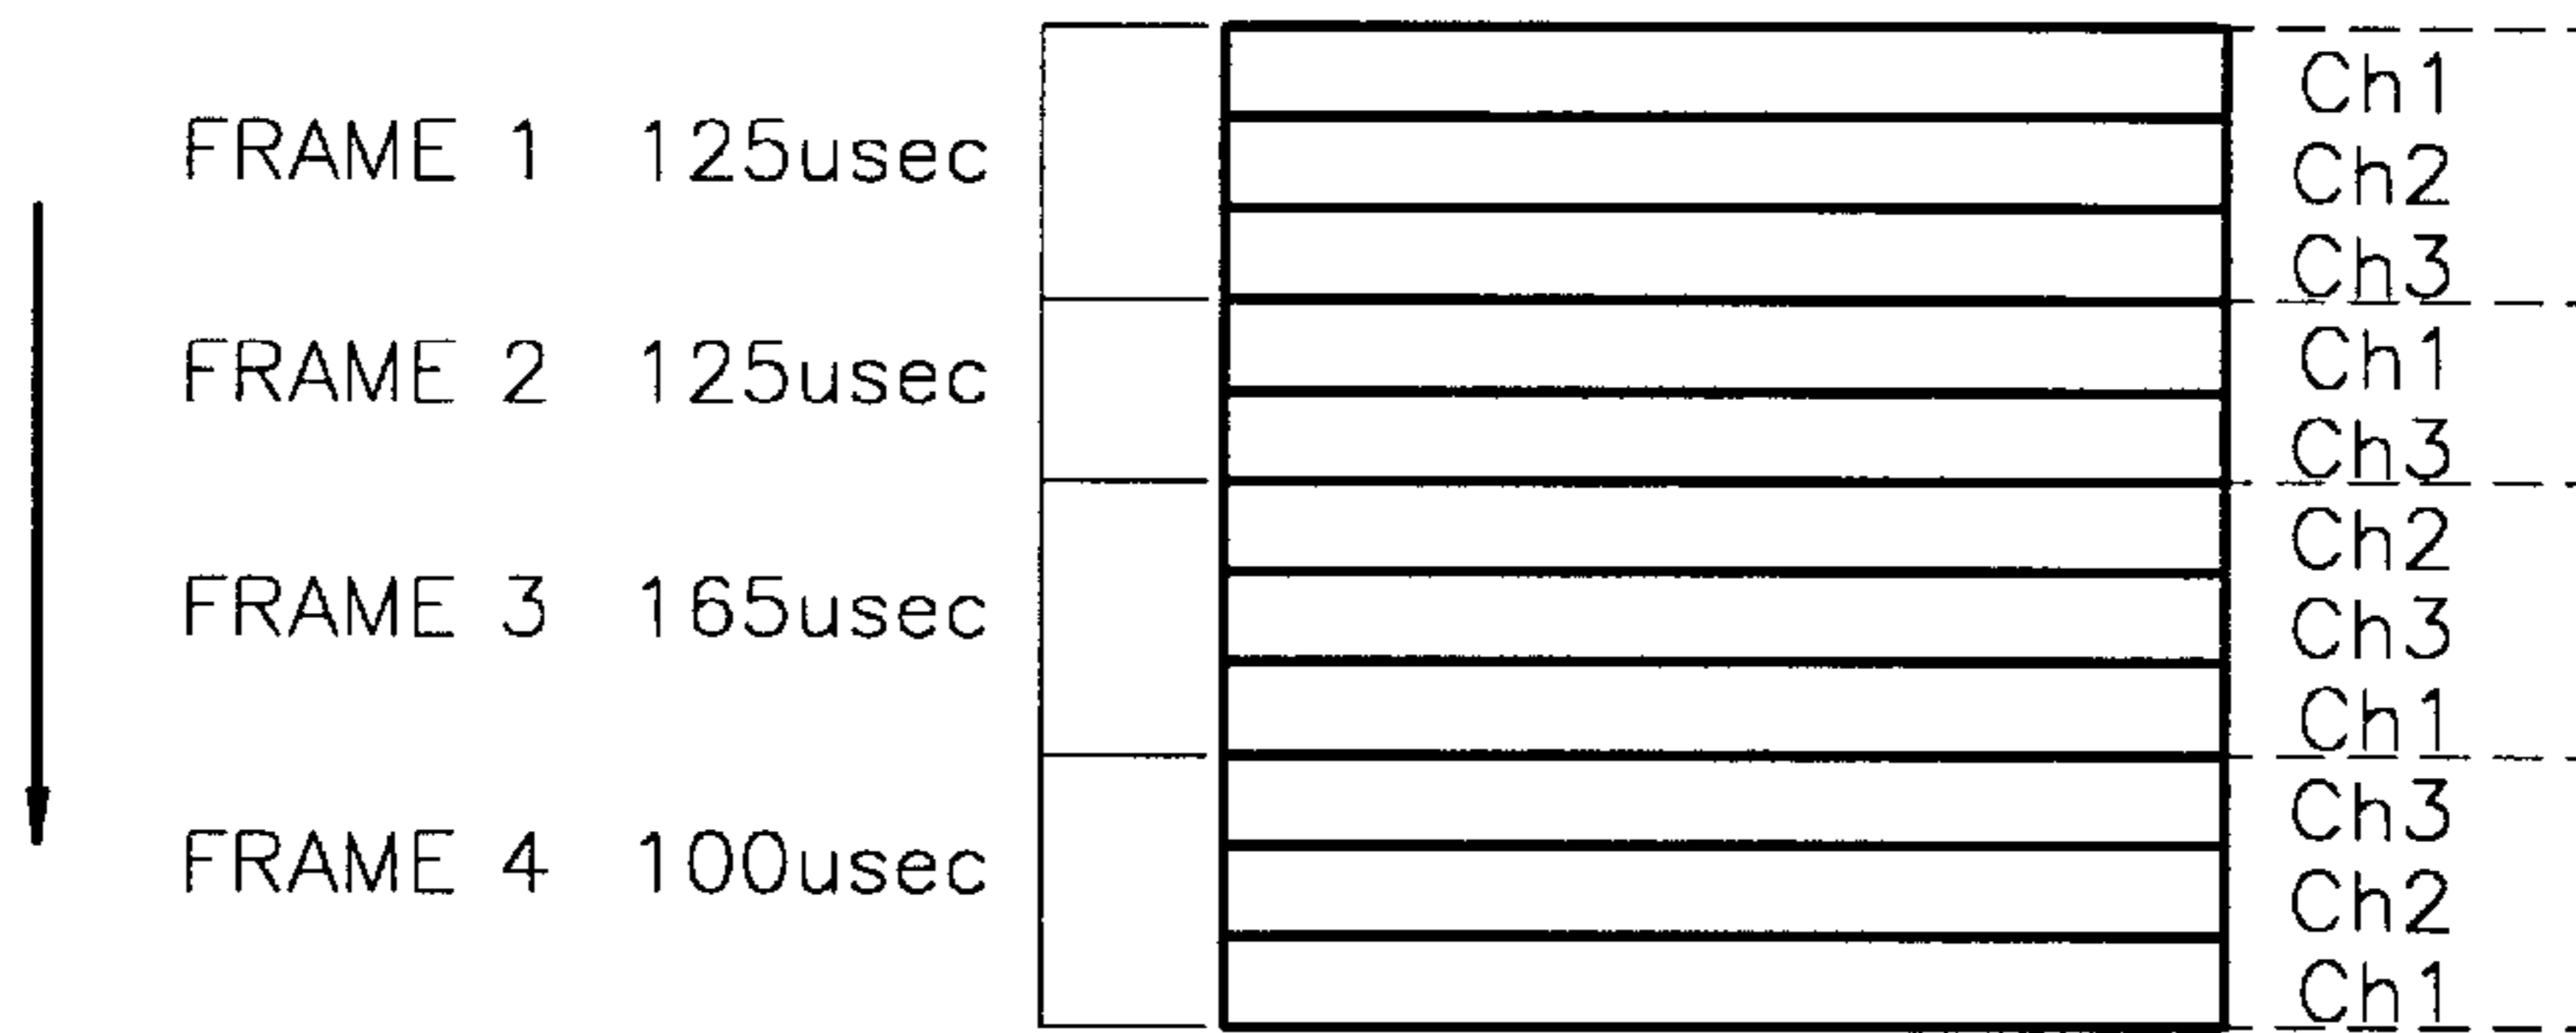 FRAME 1 125usec
Ch1
Ch2
Ch3
FRAME 2 125usec
Ch1
Ch3
FRAME 3 165usec
Ch2
Ch3
Ch1
FRAME 4 100usec
Ch3
Ch2
Ch1